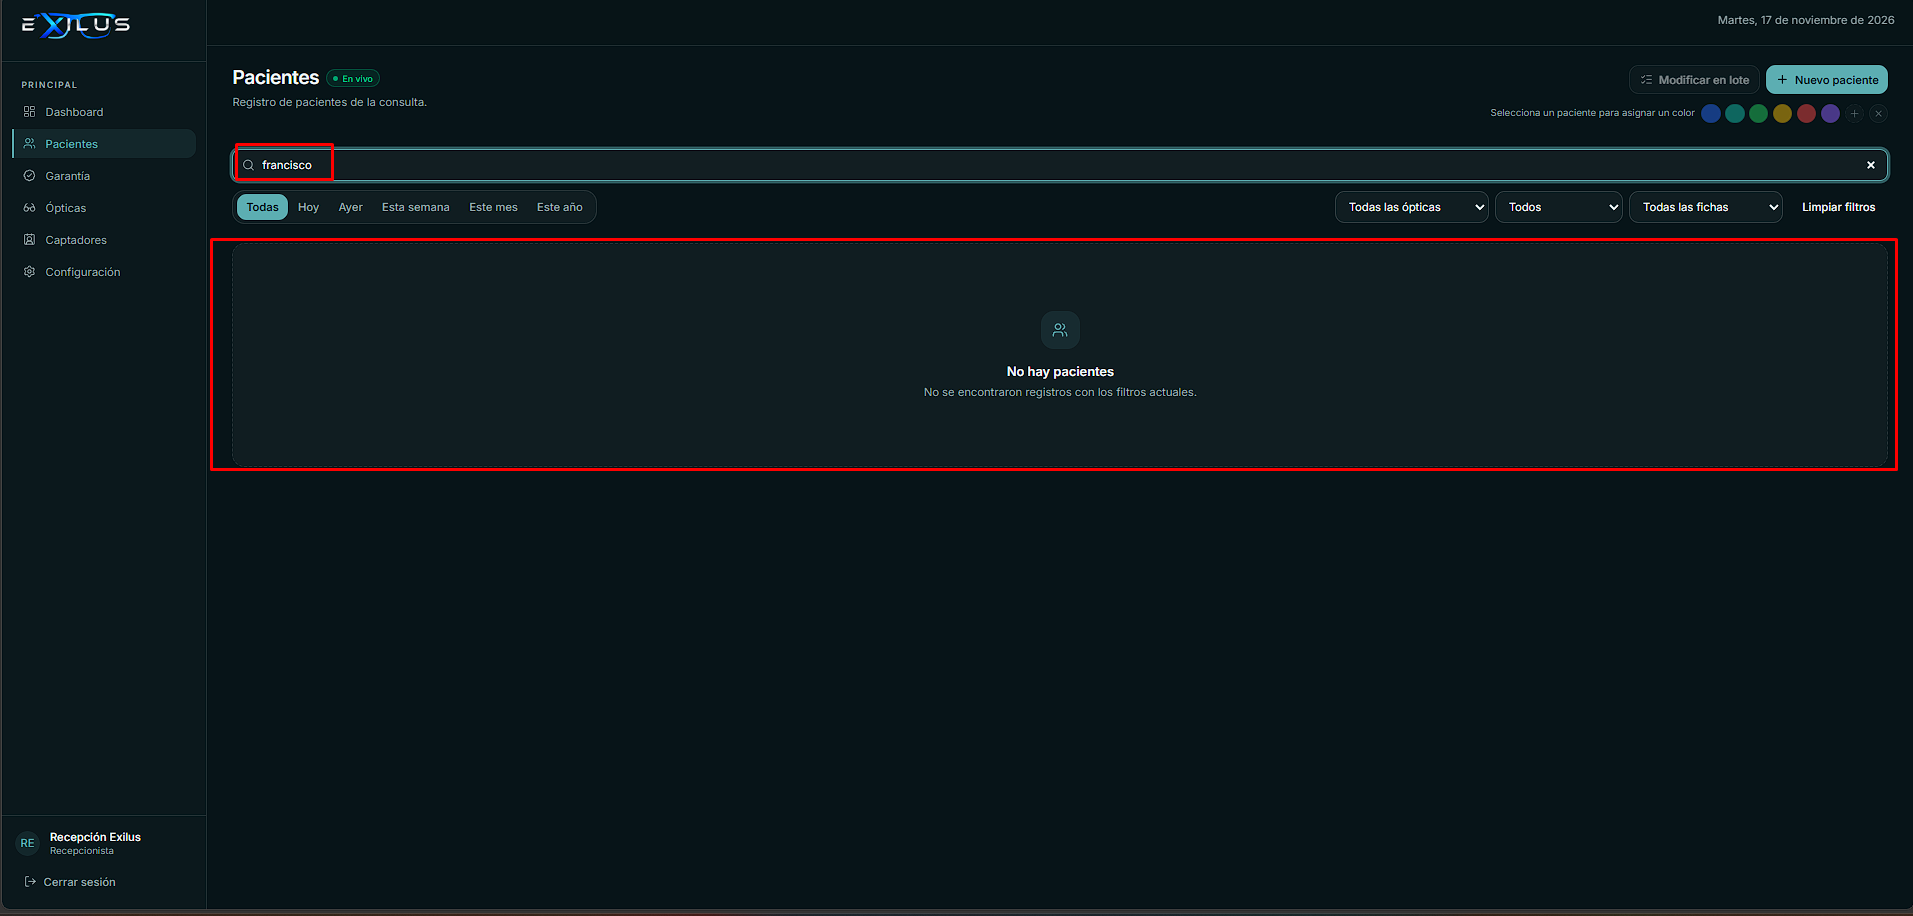 EXILUS
Martes, 17 de noviembre de 2026
PRINCIPAL
Dashboard
Pacientes
Garantía
Ópticas
Captadores
Configuración
Pacientes
En vivo
Registro de pacientes de la consulta.
Modificar en lote
+ Nuevo paciente
Selecciona un paciente para asignar un color
francisco
Todas Hoy Ayer Esta semana Este mes Este año
Todas las ópticas Todos Todas las fichas Limpiar filtros
No hay pacientes
No se encontraron registros con los filtros actuales.
RE
Recepción Exilus
Recepcionista
Cerrar sesión